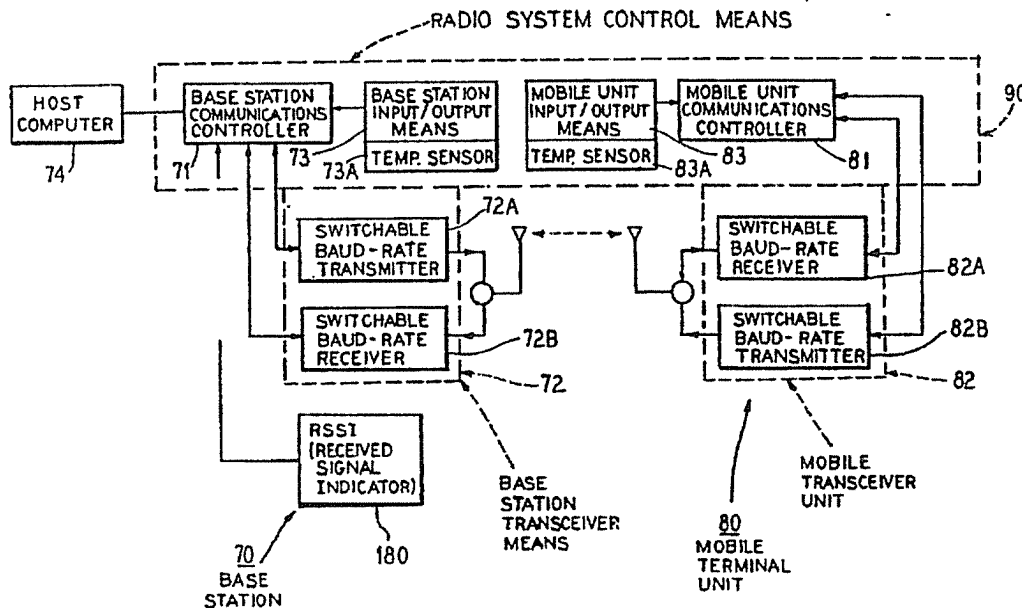 RADIO SYSTEM CONTROL MEANS
HOST
COMPUTER
74
BASE STATION
COMMUNICATIONS
CONTROLLER
71
BASE STATION
INPUT/OUTPUT
MEANS
TEMP. SENSOR
73
73A
MOBILE UNIT
INPUT/OUTPUT
MEANS
TEMP. SENSOR
83
83A
MOBILE UNIT
COMMUNICATIONS
CONTROLLER
81
90
SWITCHABLE
BAUD-RATE
TRANSMITTER
72A
SWITCHABLE
BAUD-RATE
RECEIVER
72B
72
SWITCHABLE
BAUD-RATE
RECEIVER
82A
SWITCHABLE
BAUD-RATE
TRANSMITTER
82B
82
RSSI
(RECEIVED
SIGNAL
INDICATOR)
180
70
BASE
STATION
BASE
STATION
TRANSCEIVER
MEANS
80
MOBILE
TERMINAL
UNIT
MOBILE
TRANSCEIVER
UNIT